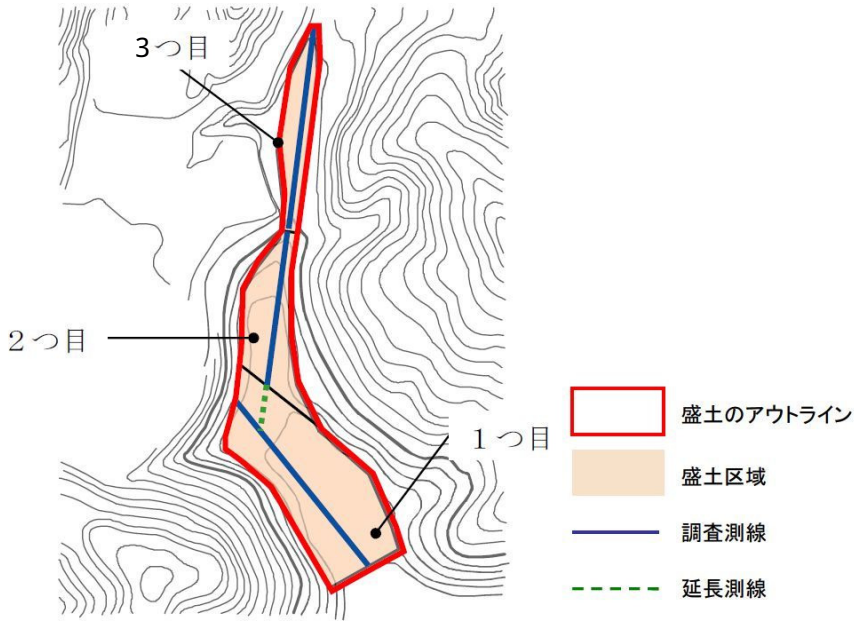 3つ目
２つ目
１つ目
盛土のアウトライン
盛土区域
調査測線
延長測線